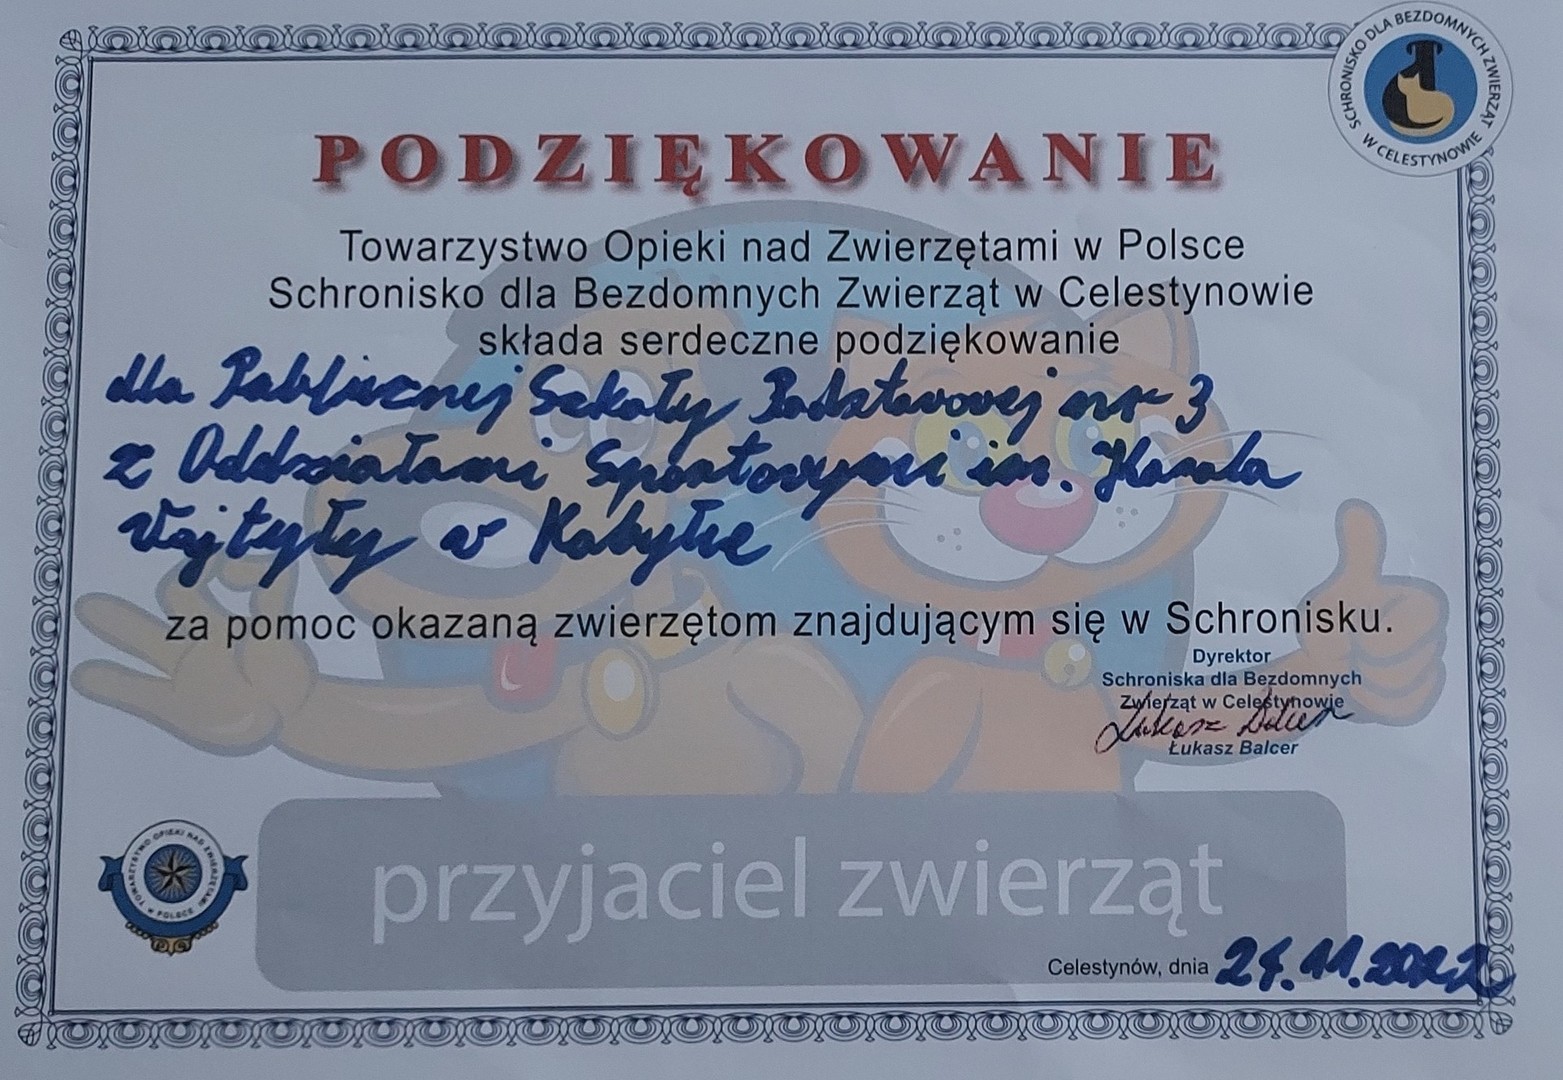 SCHRONISKO DLA BEZDOMNYCH ZWIERZĄT
W CELESTYNOWIE
PODZIĘKOWANIE
Towarzystwo Opieki nad Zwierzętami w Polsce
Schronisko dla Bezdomnych Zwierząt w Celestynowie
składa serdeczne podziękowanie
dla Publicznej Szkoły Podstawowej nr 3
z Oddziałami Sportowymi im. Karola
Wojtyły w Kobyłce
za pomoc okazaną zwierzętom znajdującym się w Schronisku.
Dyrektor
Schroniska dla Bezdomnych
Zwierząt w Celestynowie
Łukasz Balcer
Łukasz Balcer
TOWARZYSTWO OPIEKI NAD ZWIERZĘTAMI
W POLSCE
przyjaciel zwierząt
Celestynów, dnia 24.11.2022